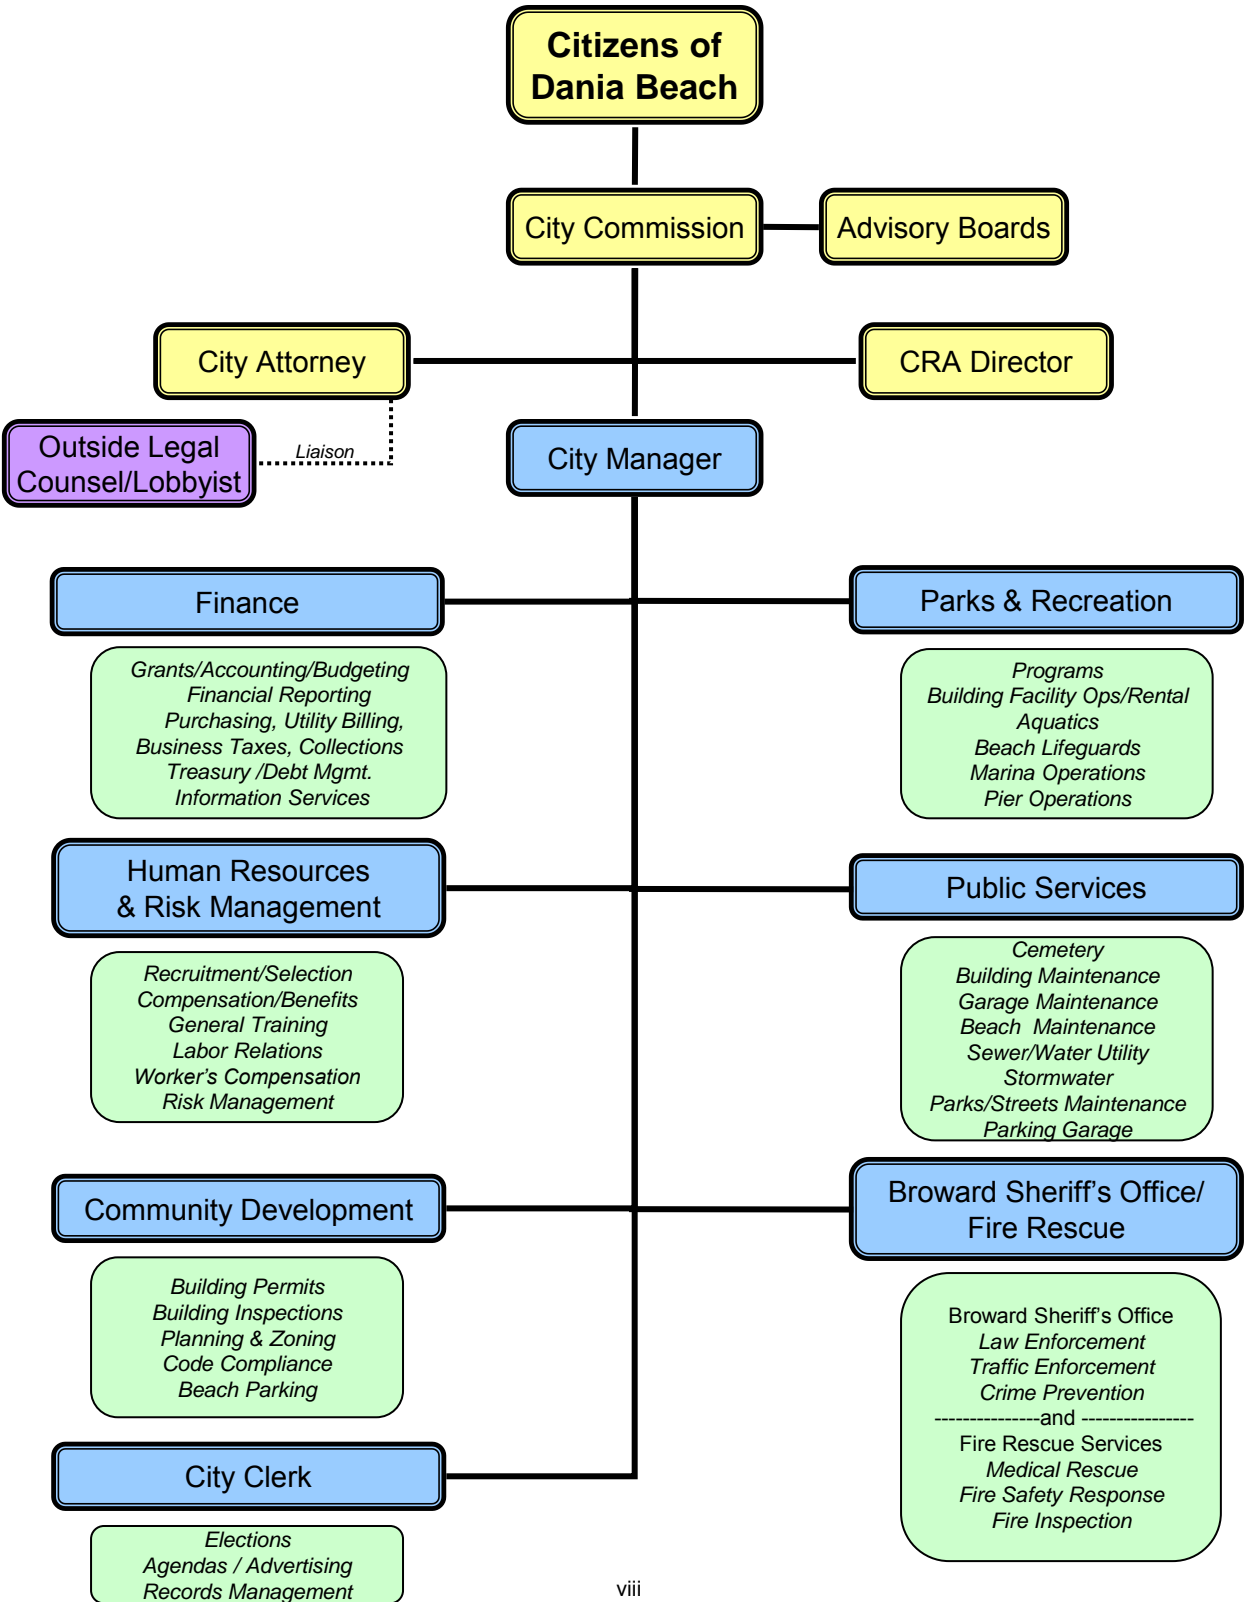 Citizens of
Dania Beach
City Commission
Advisory Boards
City Attorney
CRA Director
Outside Legal
Counsel/Lobbyist
Liaison
City Manager
Finance
Grants/Accounting/Budgeting
Financial Reporting
Purchasing, Utility Billing,
Business Taxes, Collections
Treasury /Debt Mgmt.
Information Services
Parks & Recreation
Programs
Building Facility Ops/Rental
Aquatics
Beach Lifeguards
Marina Operations
Pier Operations
Human Resources
& Risk Management
Recruitment/Selection
Compensation/Benefits
General Training
Labor Relations
Worker's Compensation
Risk Management
Public Services
Cemetery
Building Maintenance
Garage Maintenance
Beach  Maintenance
Sewer/Water Utility
Stormwater
Parks/Streets Maintenance
Parking Garage
Community Development
Building Permits
Building Inspections
Planning & Zoning
Code Compliance
Beach Parking
Broward Sheriff's Office/
Fire Rescue
Broward Sheriff's Office
Law Enforcement
Traffic Enforcement
Crime Prevention
---------------and ----------------
Fire Rescue Services
Medical Rescue
Fire Safety Response
Fire Inspection
City Clerk
Elections
Agendas / Advertising
Records Management
viii